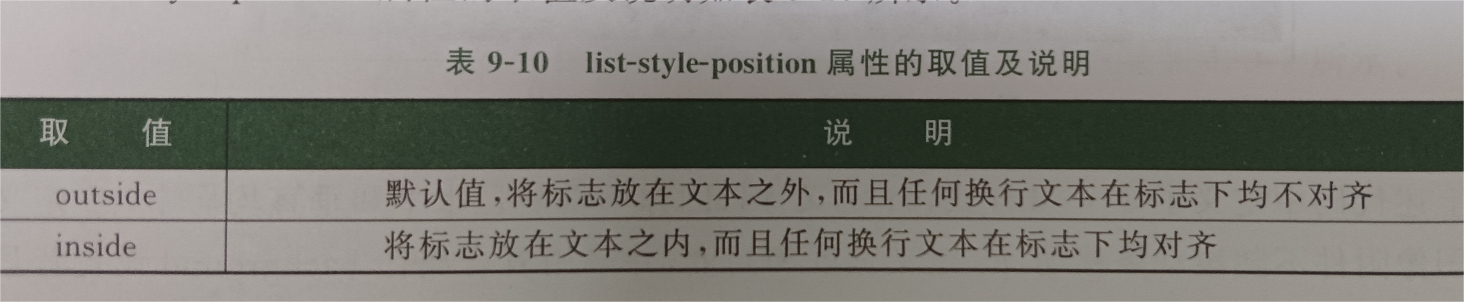 表 9-10 list-style-position 属性的取值及说明
取 值 说 明
outside 默认值,将标志放在文本之外,而且任何换行文本在标志下均不对齐
inside 将标志放在文本之内,而且任何换行文本在标志下均对齐